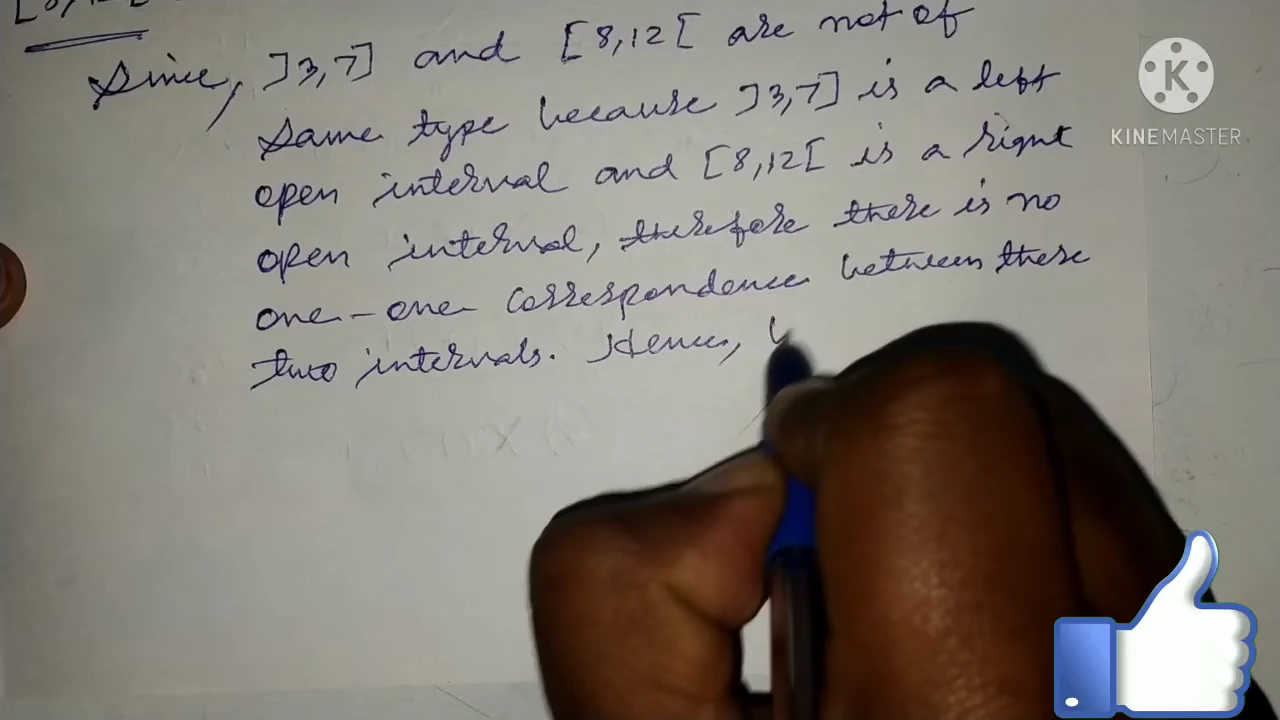 Since, ]3,7] and [8,12[ are not of
same type because ]3,7] is a left
open interval and [8,12[ is a right
open interval, therefore there is no
one-one correspondence between these
two intervals. Hence,
KINEMASTER